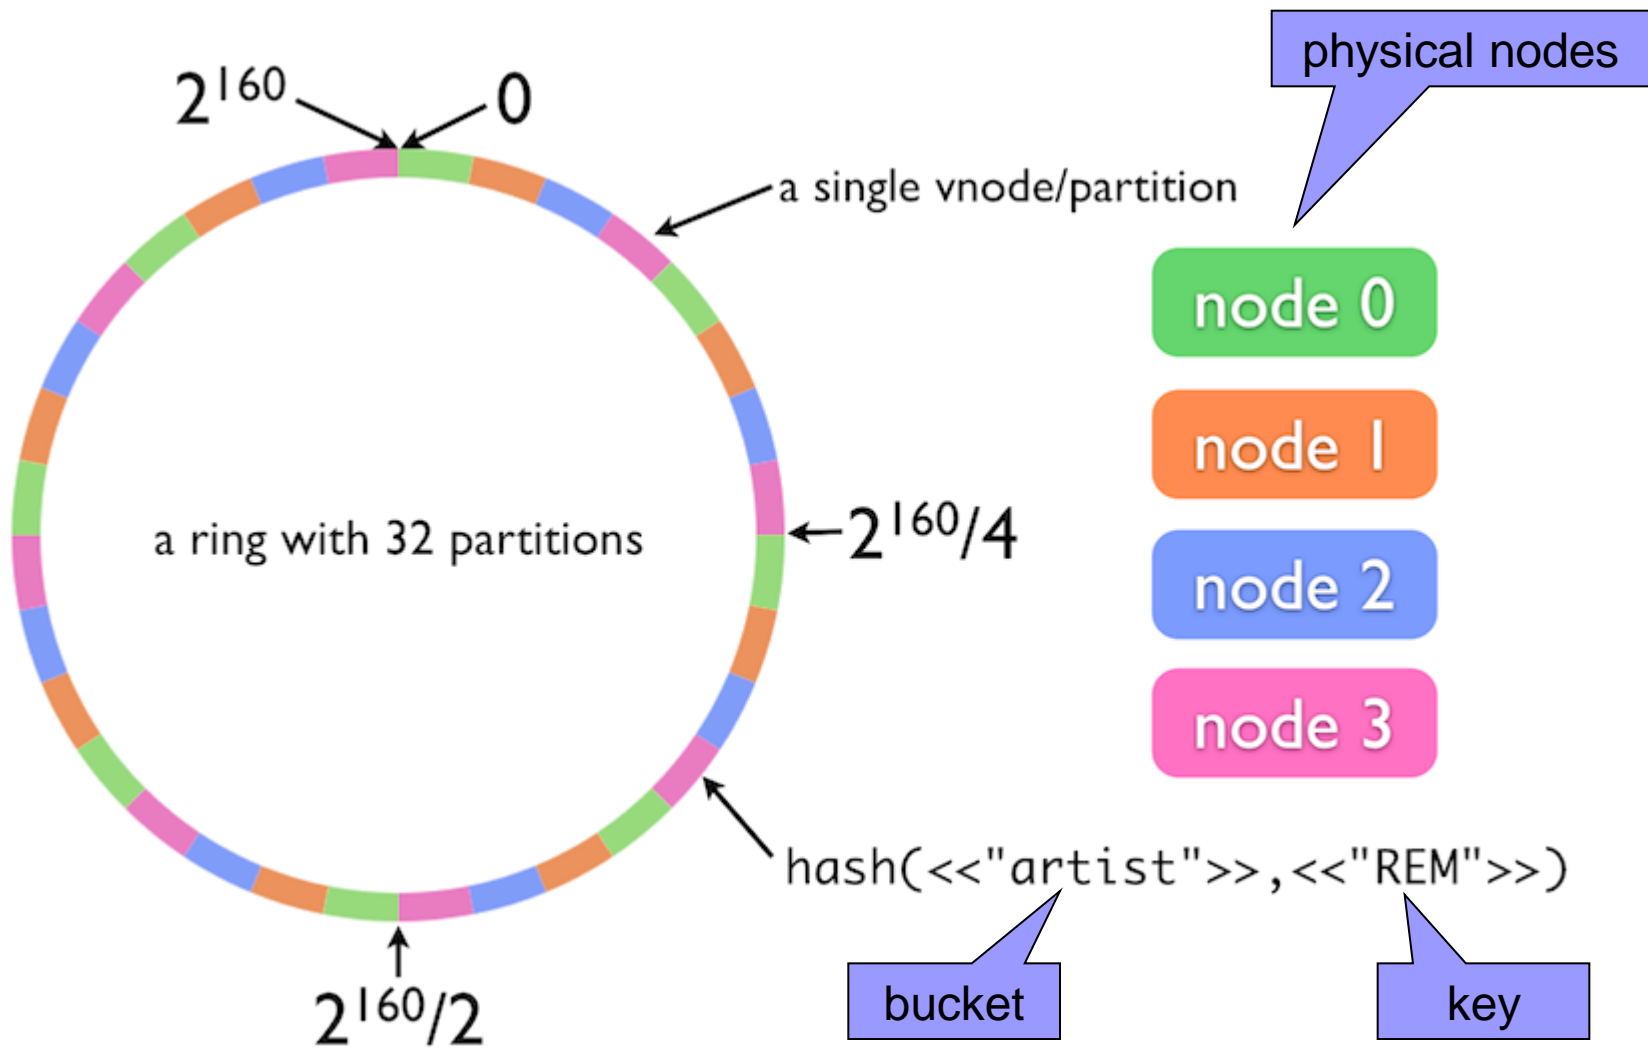 physical nodes
2^160
0
a single vnode/partition
node 0
node 1
node 2
node 3
a ring with 32 partitions
2^160/4
hash(<<"artist">>,<<"REM">>)
bucket
key
2^160/2